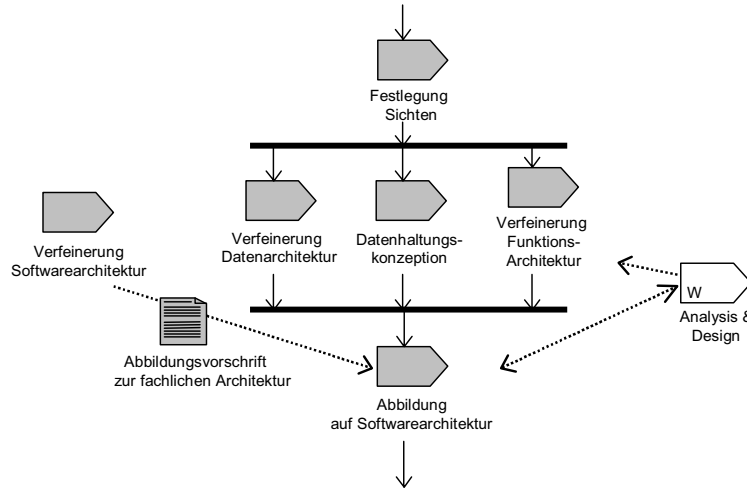 Festlegung
Sichten
Verfeinerung
Softwarearchitektur
Verfeinerung
Datenarchitektur
Datenhaltungs-
konzeption
Verfeinerung
Funktions-
Architektur
W
Analysis &
Design
Abbildungsvorschrift
zur fachlichen Architektur
Abbildung
auf Softwarearchitektur